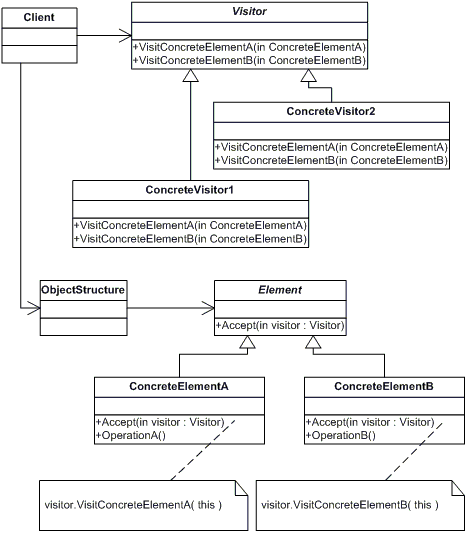 Client
Visitor
+VisitConcreteElementA(in ConcreteElementA)
+VisitConcreteElementB(in ConcreteElementB)
ConcreteVisitor2
+VisitConcreteElementA(in ConcreteElementA)
+VisitConcreteElementB(in ConcreteElementB)
ConcreteVisitor1
+VisitConcreteElementA(in ConcreteElementA)
+VisitConcreteElementB(in ConcreteElementB)
ObjectStructure
Element
+Accept(in visitor : Visitor)
ConcreteElementA
+Accept(in visitor : Visitor)
+OperationA()
ConcreteElementB
+Accept(in visitor : Visitor)
+OperationB()
visitor.VisitConcreteElementA( this )
visitor.VisitConcreteElementB( this )